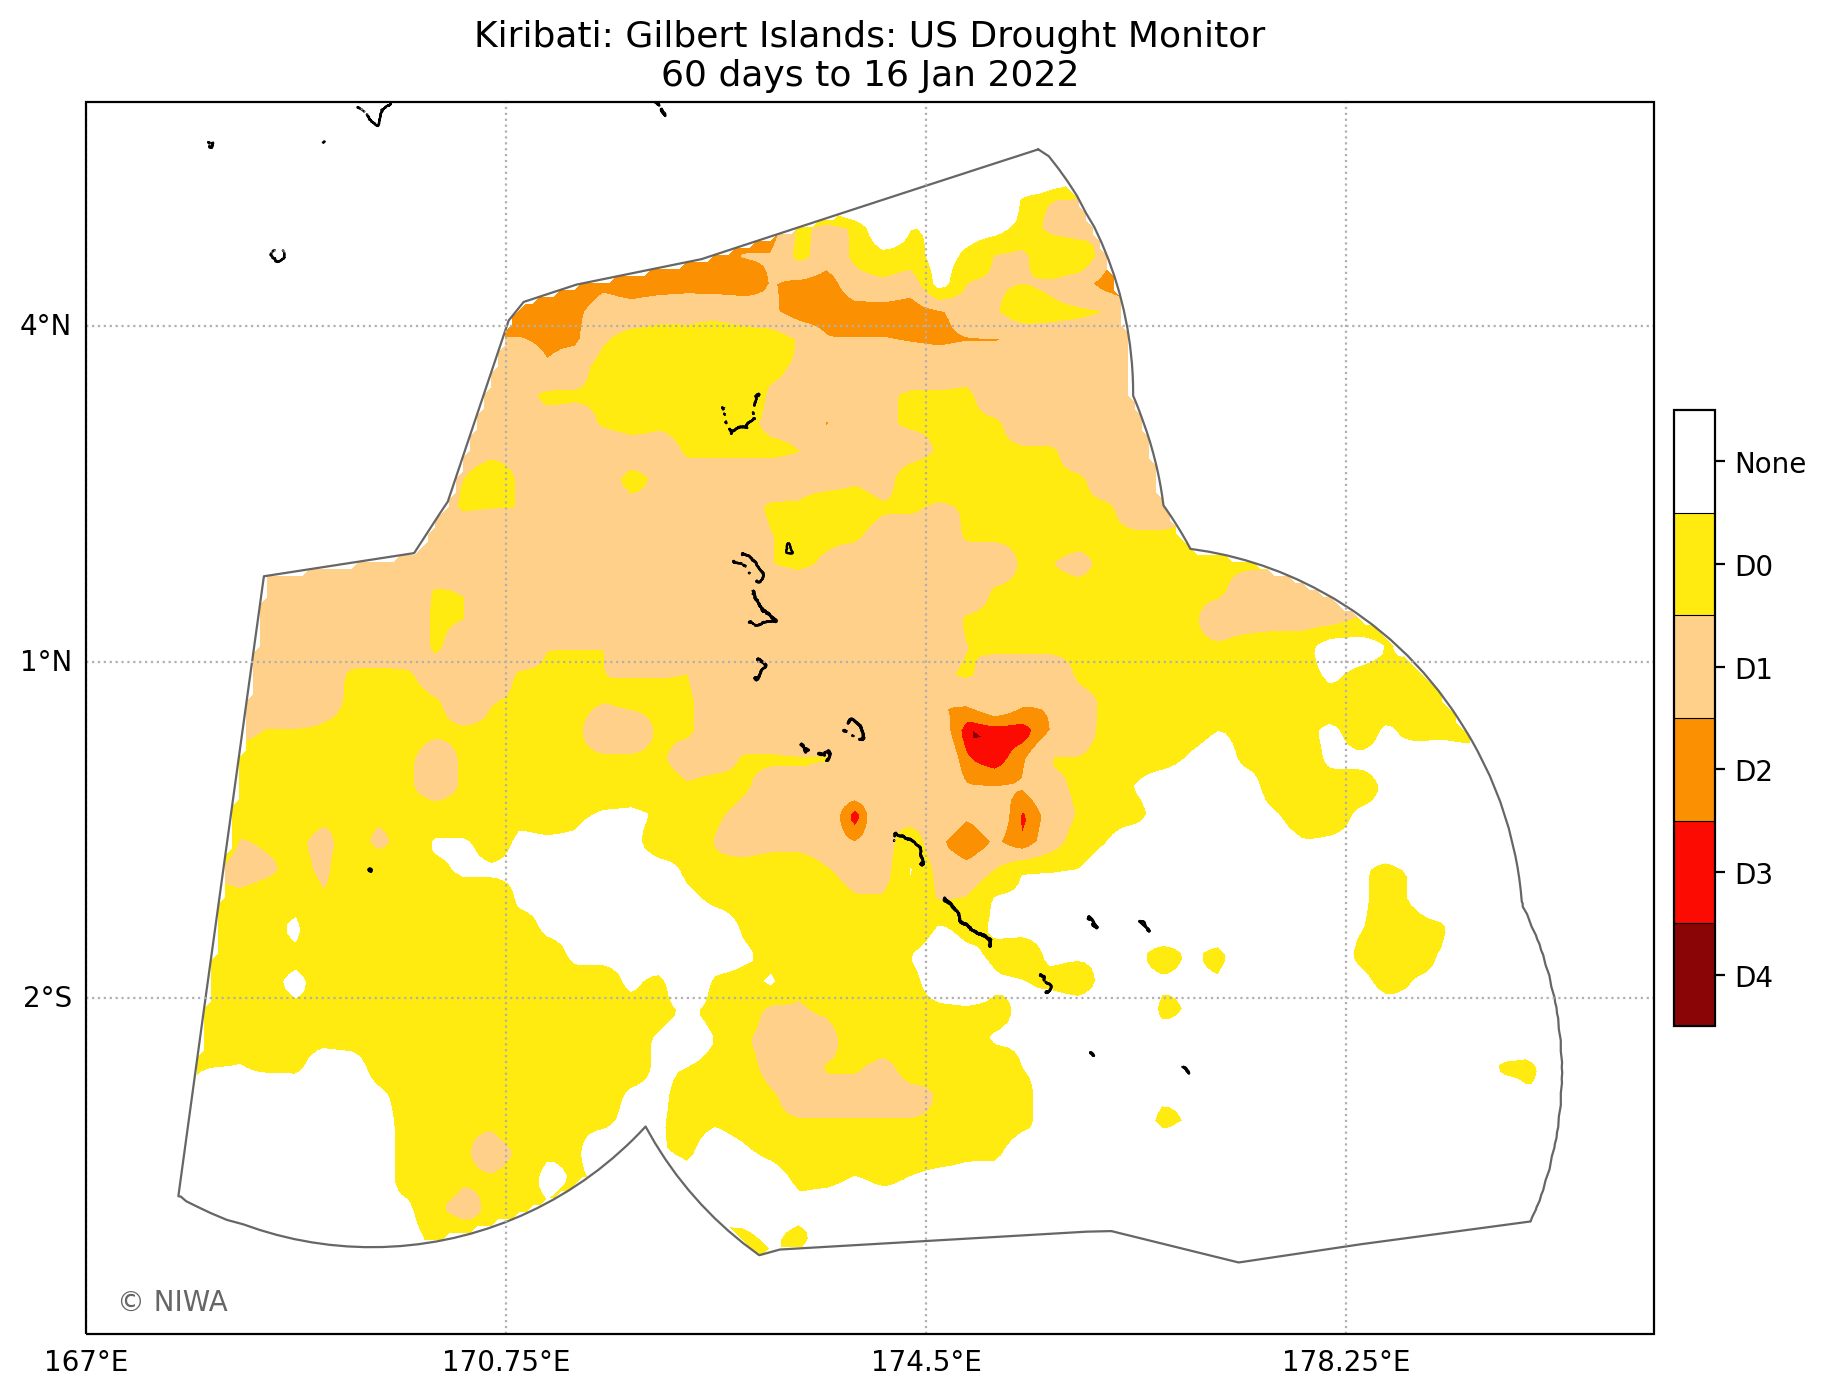 Kiribati: Gilbert Islands: US Drought Monitor
60 days to 16 Jan 2022
4°N
1°N
2°S
None
D0
D1
D2
D3
D4
© NIWA
167°E
170.75°E
174.5°E
178.25°E